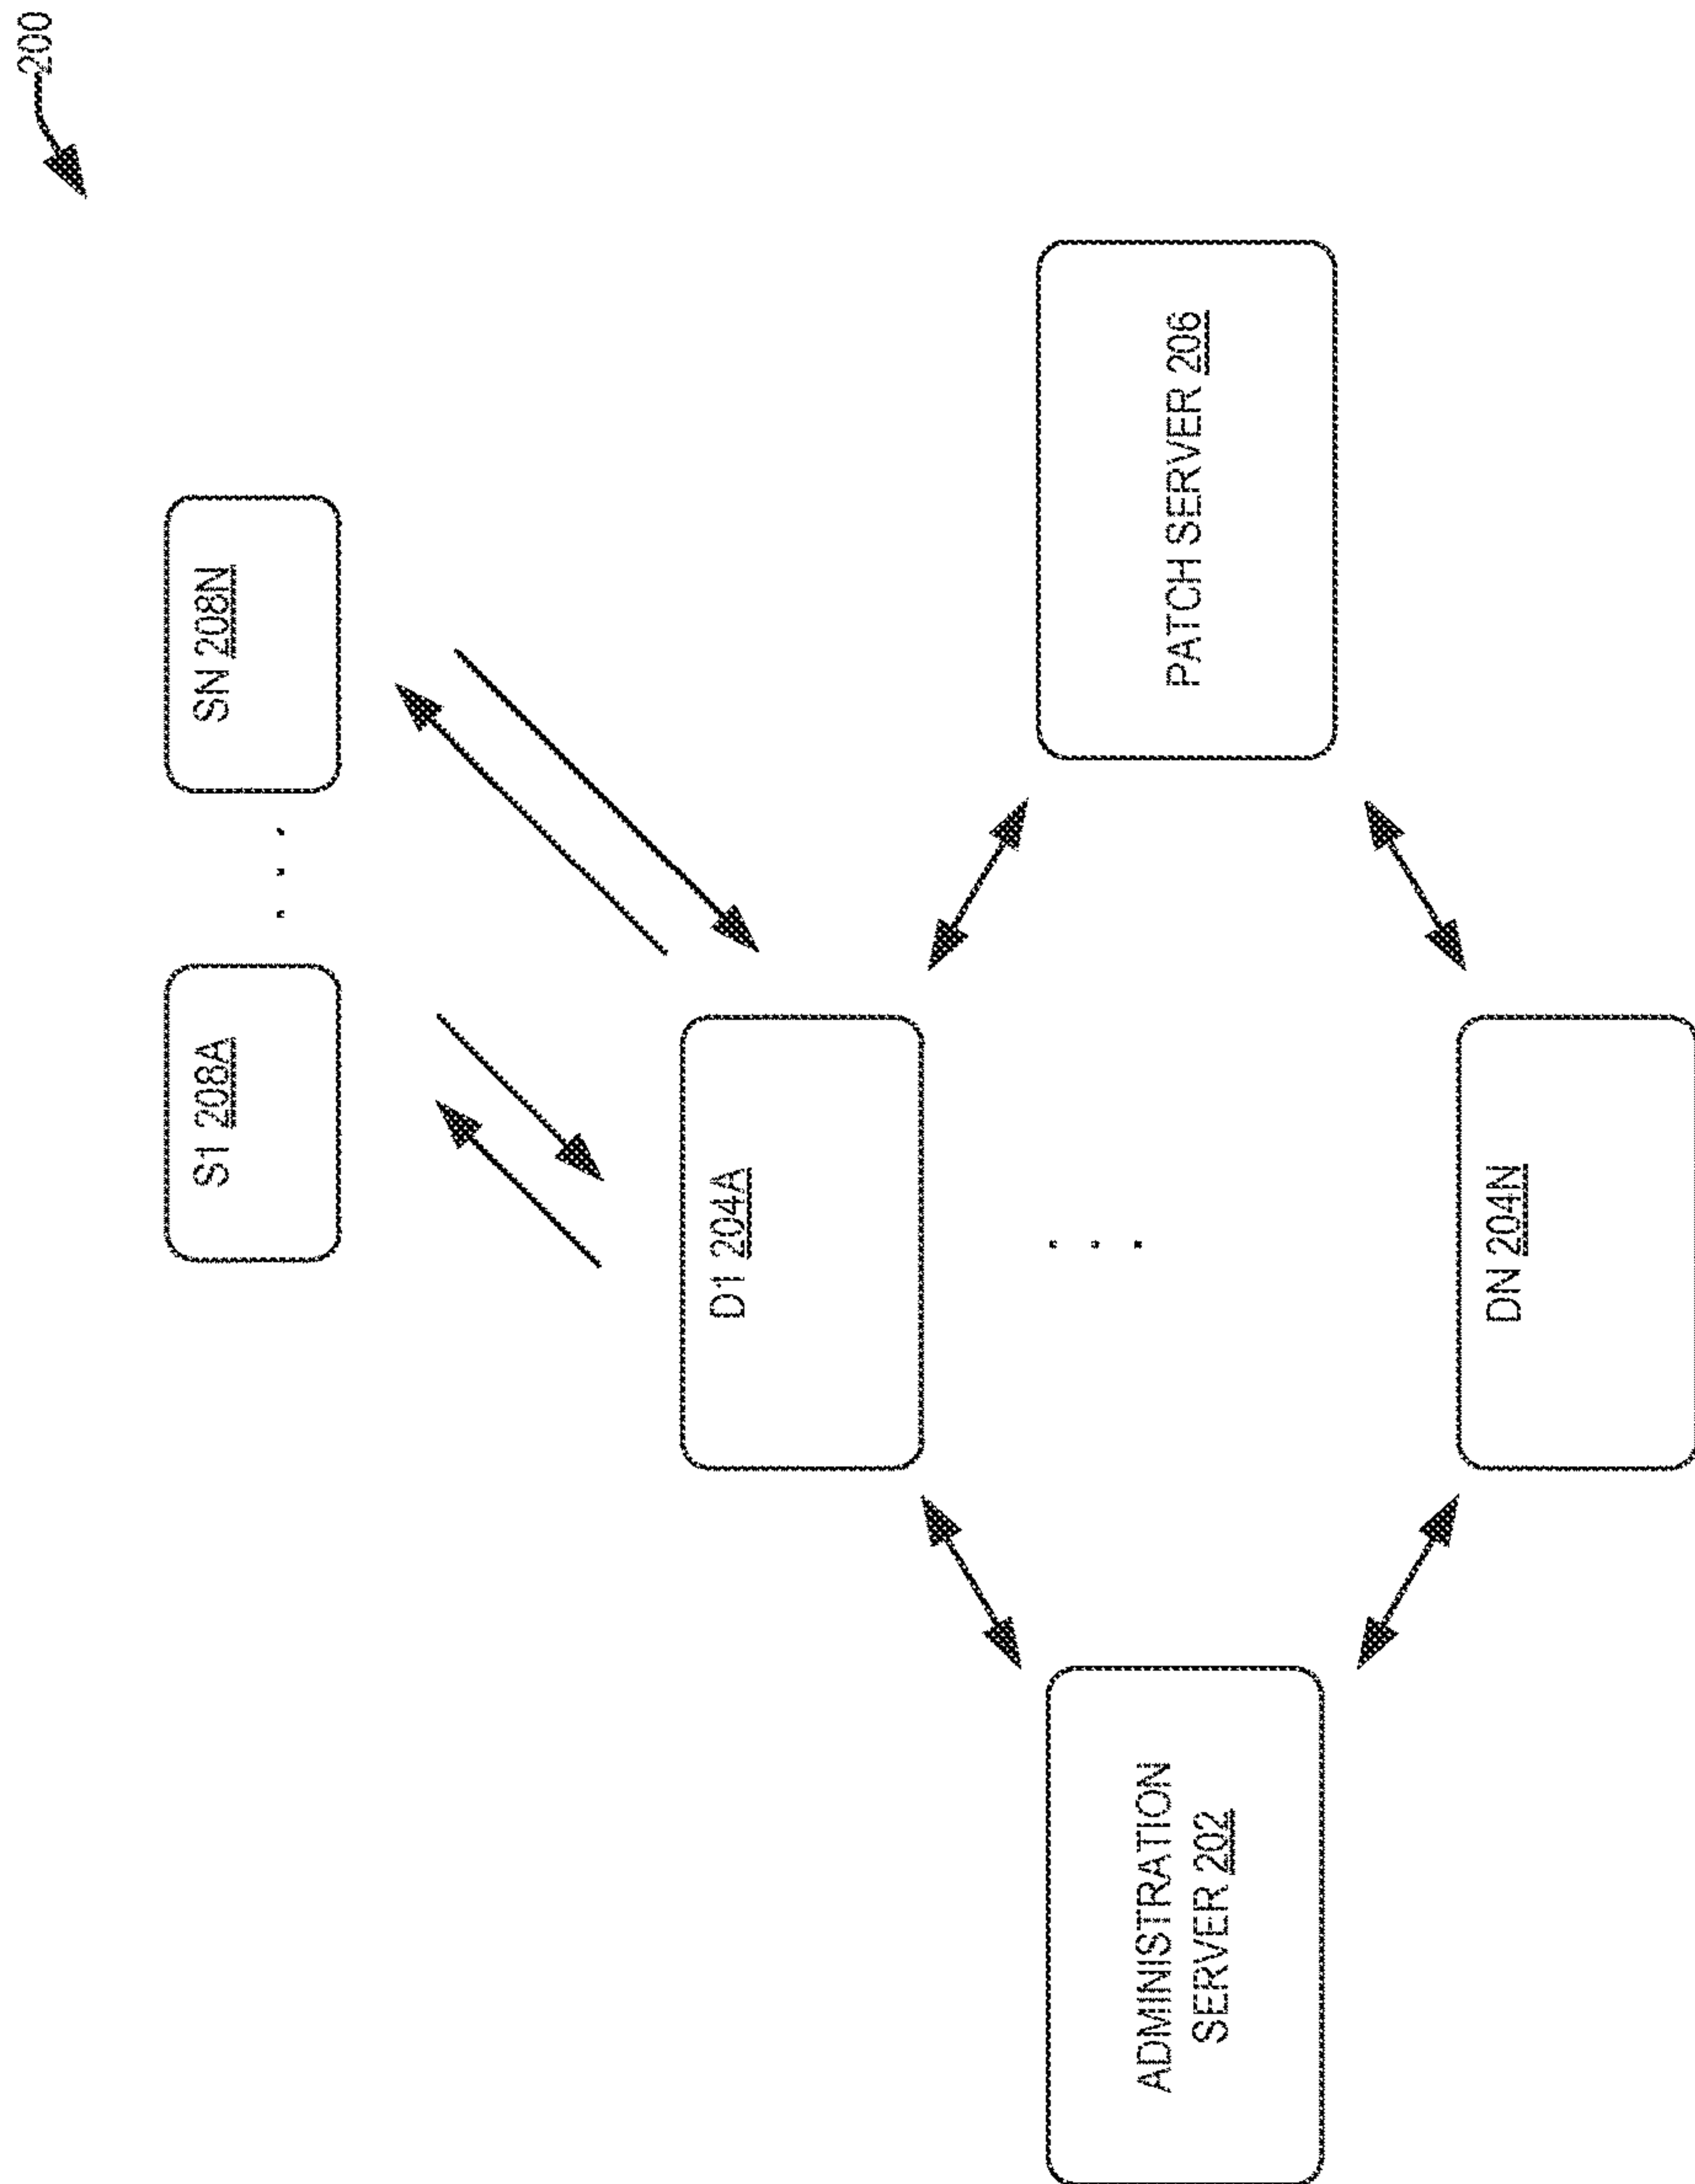 200
S1 208A
. . .
SN 208N
D1 204A
. . .
ADMINISTRATION
SERVER 202
PATCH SERVER 206
DN 204N